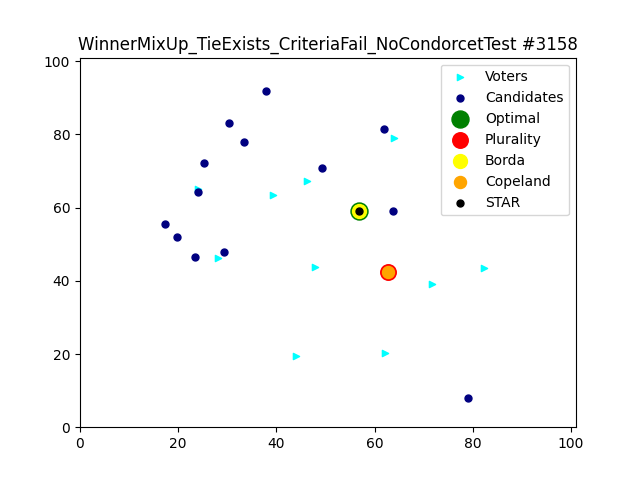 WinnerMixUp_TieExists_CriteriaFail_NoCondorcetTest #3158
100
80
60
40
20
0
0 20 40 60 80 100
Voters
Candidates
Optimal
Plurality
Borda
Copeland
STAR